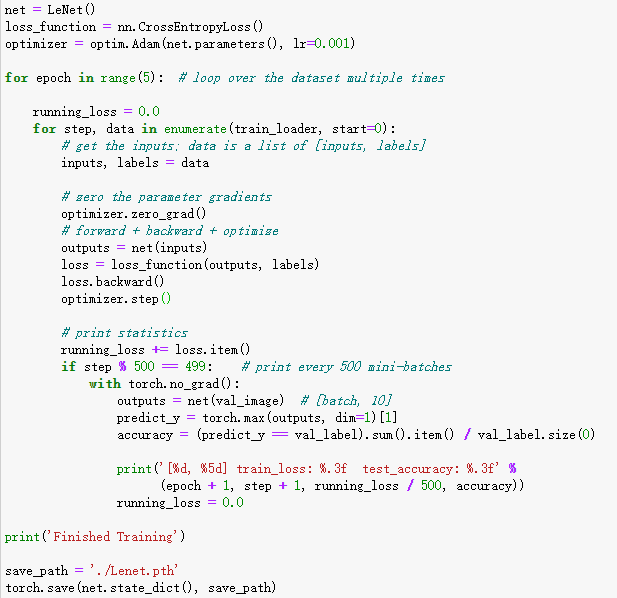 net = LeNet()
loss_function = nn.CrossEntropyLoss()
optimizer = optim.Adam(net.parameters(), lr=0.001)

for epoch in range(5):  # loop over the dataset multiple times

    running_loss = 0.0
    for step, data in enumerate(train_loader, start=0):
        # get the inputs; data is a list of [inputs, labels]
        inputs, labels = data

        # zero the parameter gradients
        optimizer.zero_grad()
        # forward + backward + optimize
        outputs = net(inputs)
        loss = loss_function(outputs, labels)
        loss.backward()
        optimizer.step()

        # print statistics
        running_loss += loss.item()
        if step % 500 == 499:    # print every 500 mini-batches
            with torch.no_grad():
                outputs = net(val_image)  # [batch, 10]
                predict_y = torch.max(outputs, dim=1)[1]
                accuracy = (predict_y == val_label).sum().item() / val_label.size(0)

                print('[%d, %5d] train_loss: %.3f  test_accuracy: %.3f' %
                      (epoch + 1, step + 1, running_loss / 500, accuracy))
                running_loss = 0.0

print('Finished Training')

save_path = './Lenet.pth'
torch.save(net.state_dict(), save_path)